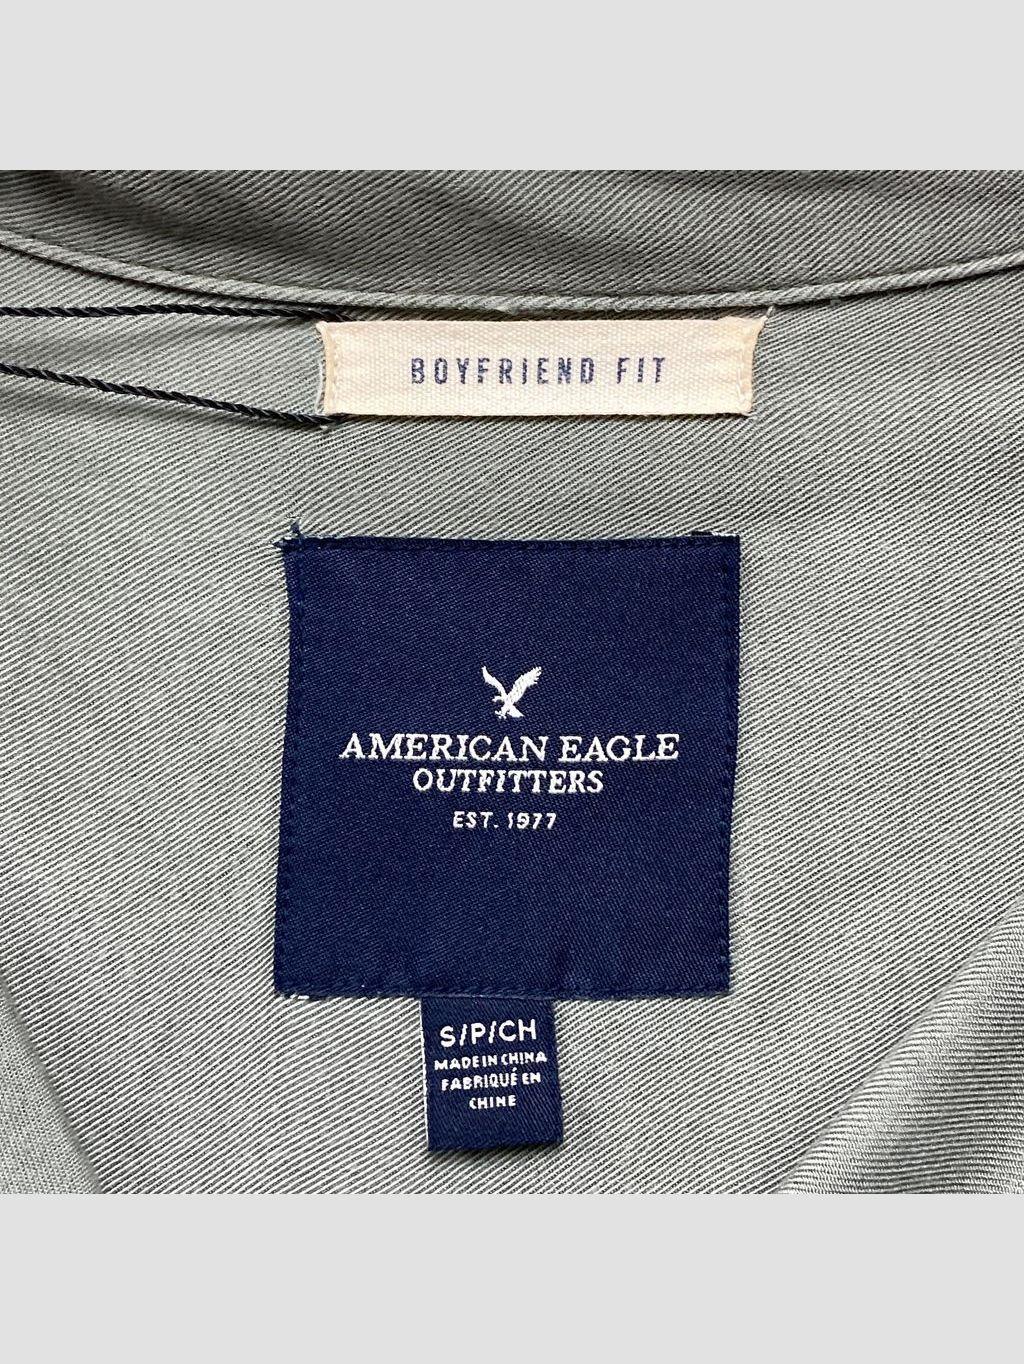 BOYFRIEND FIT
AMERICAN EAGLE
OUTFITTERS
EST. 1977
S/P/CH
MADE IN CHINA
FABRIQUÉ EN
CHINE